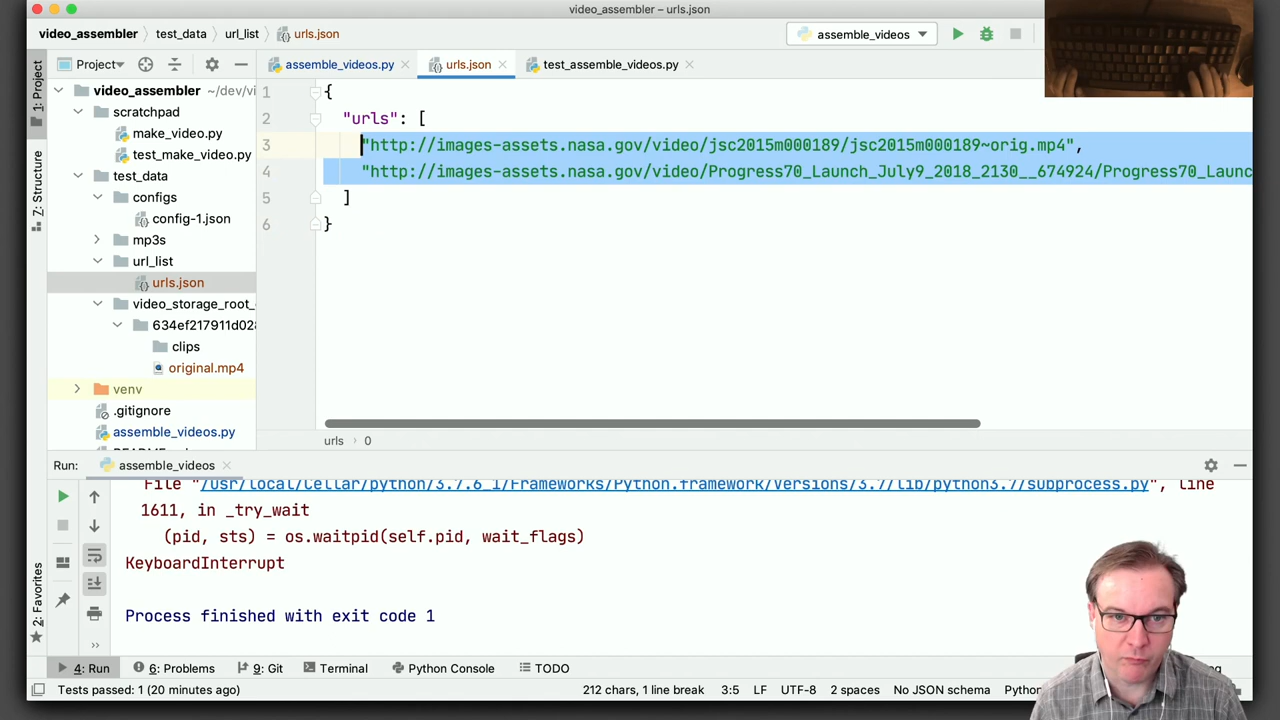 video_assembler – urls.json
video_assembler › test_data › url_list › urls.json
assemble_videos
1: Project
Project
assemble_videos.py
urls.json
test_assemble_videos.py
video_assembler ~/dev/vi
scratchpad
make_video.py
test_make_video.py
test_data
configs
config-1.json
mp3s
url_list
urls.json
video_storage_root_
634ef217911d028
clips
original.mp4
venv
.gitignore
assemble_videos.py
Z: Structure
1 {
2 "urls": [
3 "http://images-assets.nasa.gov/video/jsc2015m000189/jsc2015m000189~orig.mp4",
4 "http://images-assets.nasa.gov/video/Progress70_Launch_July9_2018_2130__674924/Progress70_Launc
5 ]
6 }
urls › 0
Run: assemble_videos
File "/usr/local/Cellar/python/3.7.6_1/Frameworks/Python.framework/Versions/3.7/lib/python3.7/subprocess.py", line
1611, in _try_wait
(pid, sts) = os.waitpid(self.pid, wait_flags)
KeyboardInterrupt
Process finished with exit code 1
2: Favorites
4: Run 6: Problems 9: Git Terminal Python Console TODO
Tests passed: 1 (20 minutes ago) 212 chars, 1 line break 3:5 LF UTF-8 2 spaces No JSON schema